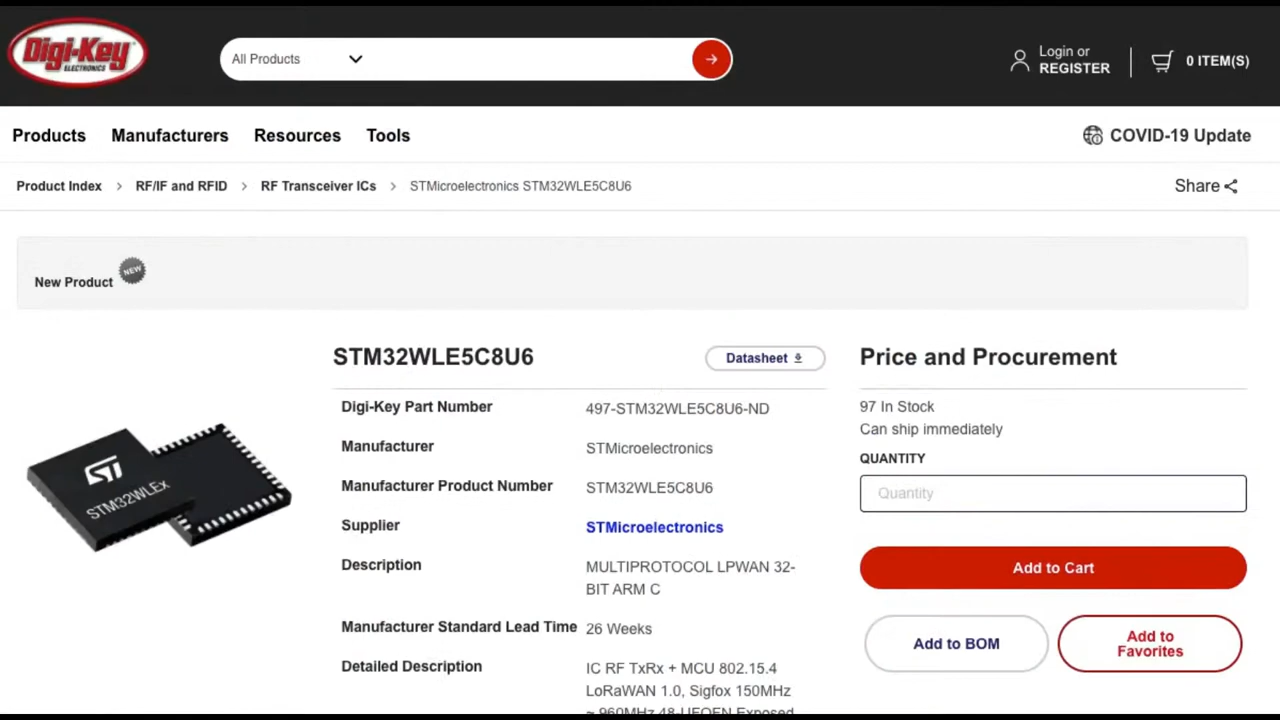 Digi-Key
ELECTRONICS
All Products
Login or
REGISTER
0 ITEM(S)
Products
Manufacturers
Resources
Tools
COVID-19 Update
Product Index > RF/IF and RFID > RF Transceiver ICs > STMicroelectronics STM32WLE5C8U6
Share
New Product
NEW
ST
STM32WLEx
STM32WLE5C8U6
Datasheet
Digi-Key Part Number
497-STM32WLE5C8U6-ND
Manufacturer
STMicroelectronics
Manufacturer Product Number
STM32WLE5C8U6
Supplier
STMicroelectronics
Description
MULTIPROTOCOL LPWAN 32-
BIT ARM C
Manufacturer Standard Lead Time
26 Weeks
Detailed Description
IC RF TxRx + MCU 802.15.4
LoRaWAN 1.0, Sigfox 150MHz
~ 960MHz 48-UFQFN Exposed
Price and Procurement
97 In Stock
Can ship immediately
QUANTITY
Quantity
Add to Cart
Add to BOM
Add to
Favorites